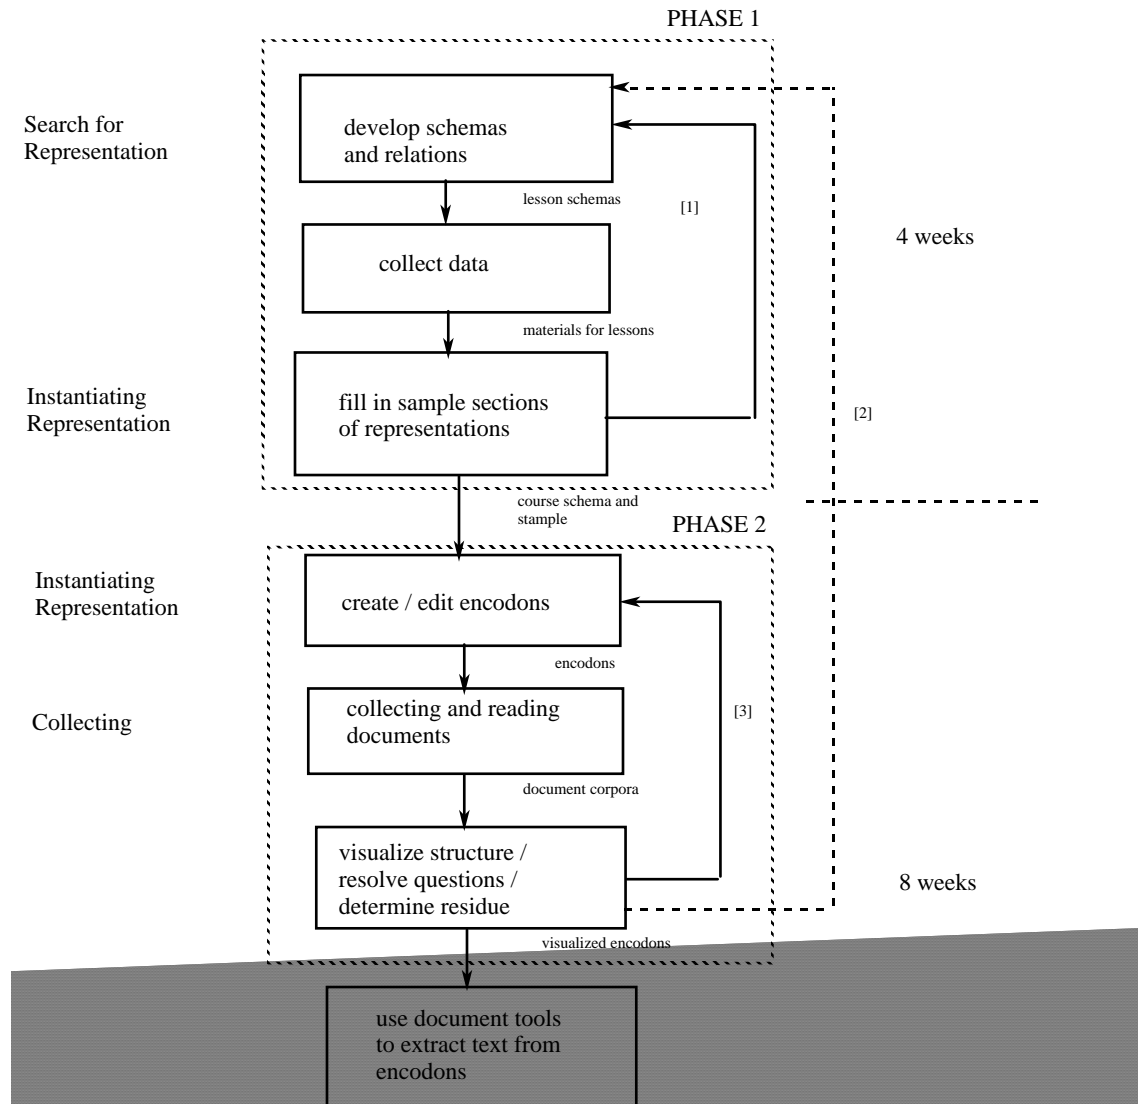 PHASE 1
Search for
Representation
develop schemas
and relations
lesson schemas
[1]
4 weeks
collect data
materials for lessons
Instantiating
Representation
fill in sample sections
of representations
[2]
course schema and
stample
PHASE 2
Instantiating
Representation
create / edit encodons
encodons
Collecting
collecting and reading
documents
[3]
document corpora
visualize structure /
resolve questions /
determine residue
8 weeks
visualized encodons
use document tools
to extract text from
encodons